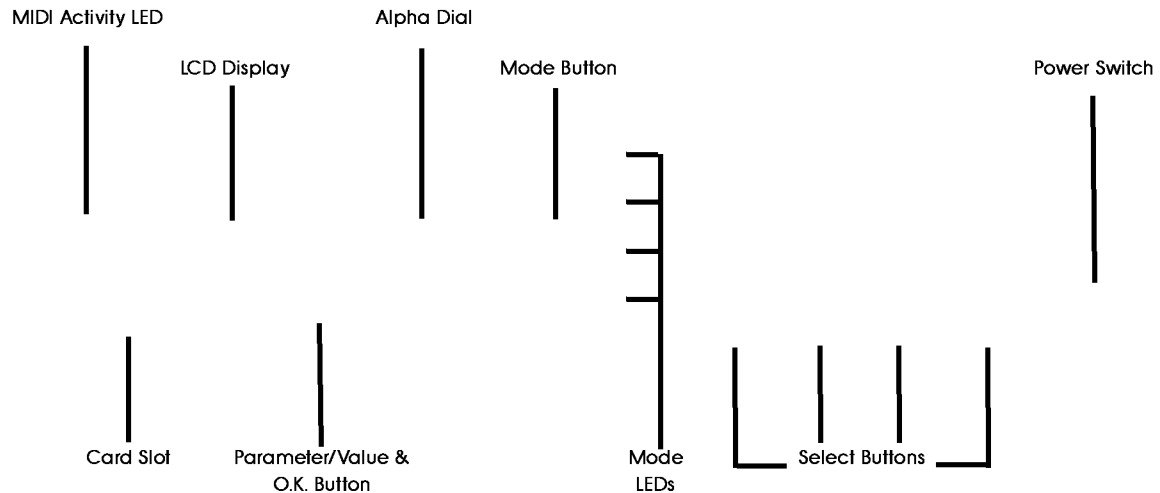 MIDI Activity LED
Alpha Dial
LCD Display
Mode Button
Power Switch
Card Slot
Parameter/Value &
O.K. Button
Mode
LEDs
Select Buttons